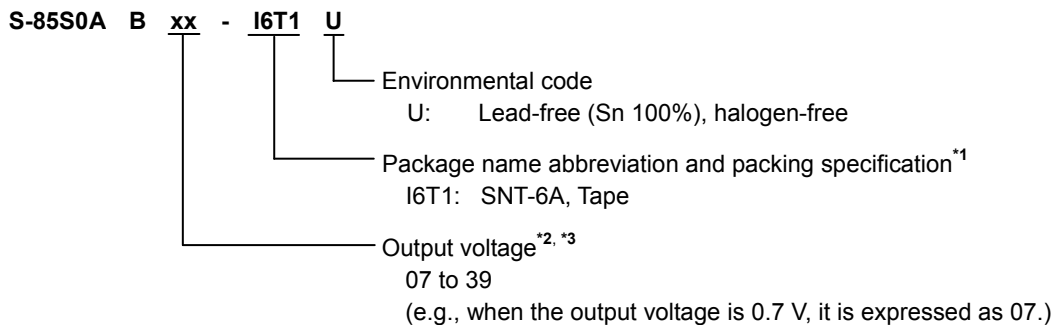 S-85S0A B xx - I6T1 U
Environmental code
U: Lead-free (Sn 100%), halogen-free
Package name abbreviation and packing specification*1
I6T1: SNT-6A, Tape
Output voltage*2, *3
07 to 39
(e.g., when the output voltage is 0.7 V, it is expressed as 07.)